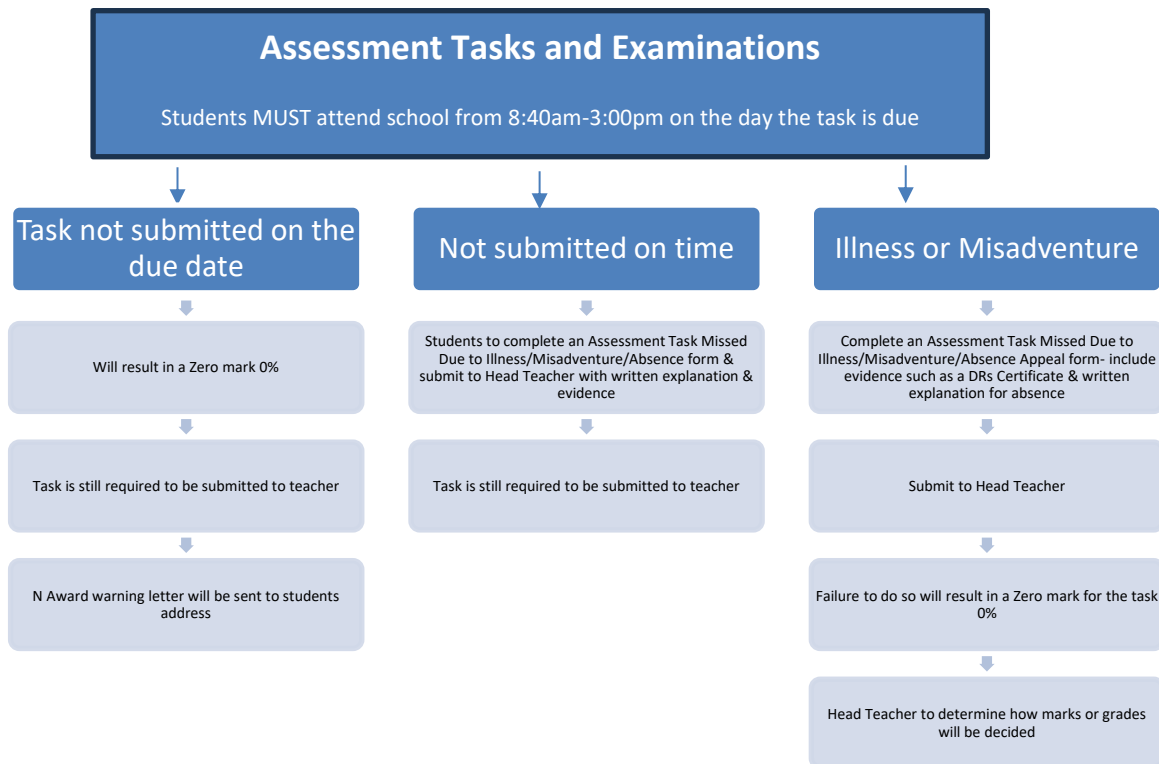 Assessment Tasks and Examinations
Students MUST attend school from 8:40am-3:00pm on the day the task is due
Task not submitted on the
due date
Will result in a Zero mark 0%
Task is still required to be submitted to teacher
N Award warning letter will be sent to students
address
Not submitted on time
Students to complete an Assessment Task Missed
Due to Illness/Misadventure/Absence form &
submit to Head Teacher with written explanation &
evidence
Task is still required to be submitted to teacher
Illness or Misadventure
Complete an Assessment Task Missed Due to
Illness/Misadventure/Absence Appeal form- include
evidence such as a DRs Certificate & written
explanation for absence
Submit to Head Teacher
Failure to do so will result in a Zero mark for the task
0%
Head Teacher to determine how marks or grades
will be decided